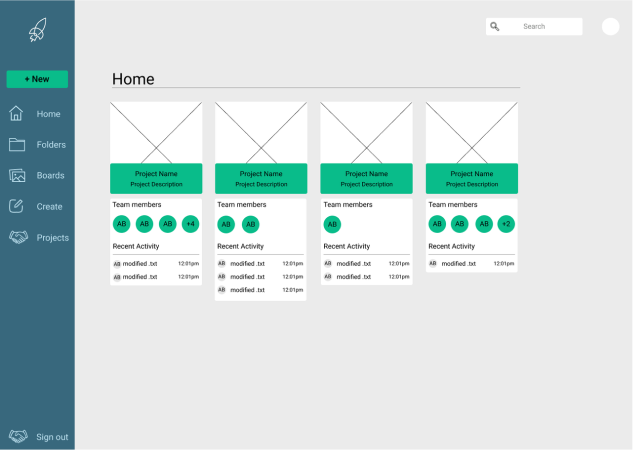 Search
+ New
Home
Folders
Boards
Create
Projects
Sign out
Home
Project Name
Project Description
Team members
AB AB AB +4
Recent Activity
AB modified .txt 12:01pm
AB modified .txt 12:01pm
Project Name
Project Description
Team members
AB AB
Recent Activity
AB modified .txt 12:01pm
AB modified .txt 12:01pm
AB modified .txt 12:01pm
Project Name
Project Description
Team members
AB
Recent Activity
AB modified .txt 12:01pm
AB modified .txt 12:01pm
Project Name
Project Description
Team members
AB AB AB +2
Recent Activity
AB modified .txt 12:01pm